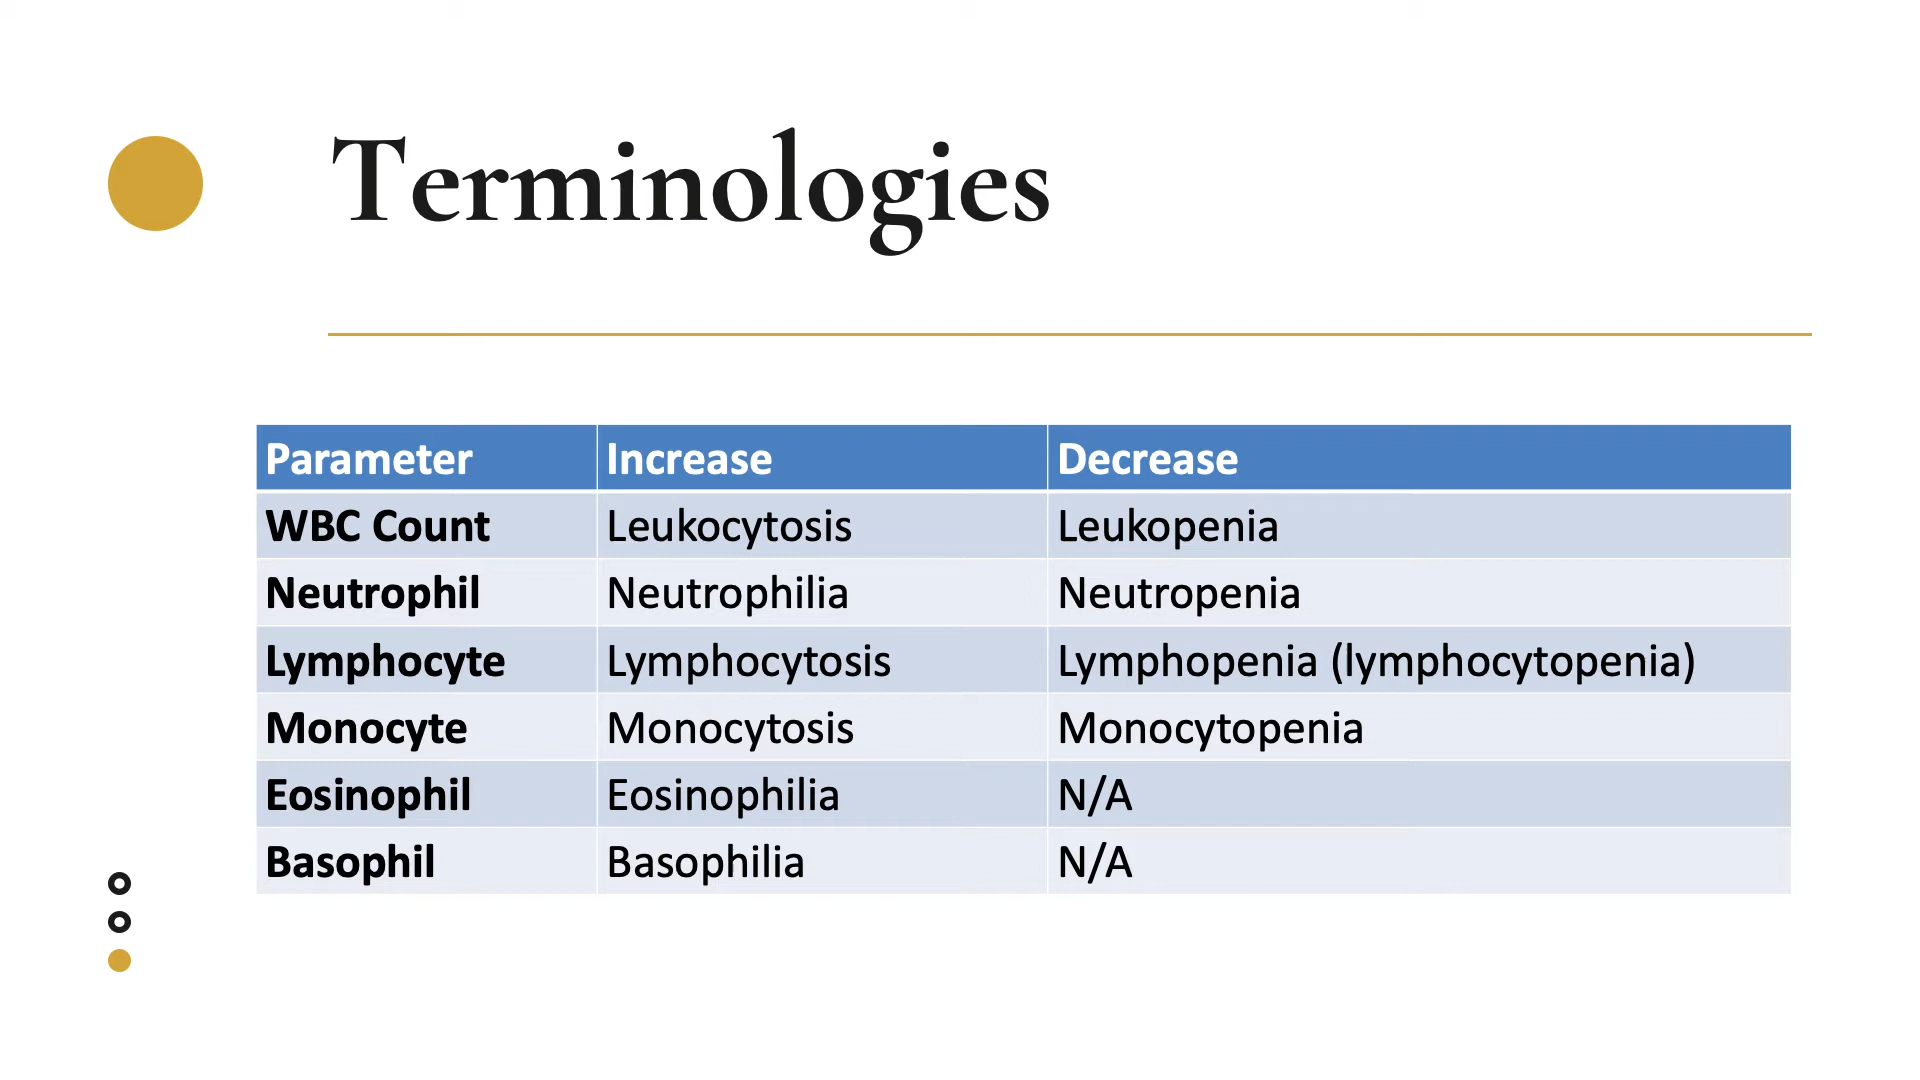 Terminologies
Parameter Increase Decrease
WBC Count Leukocytosis Leukopenia
Neutrophil Neutrophilia Neutropenia
Lymphocyte Lymphocytosis Lymphopenia (lymphocytopenia)
Monocyte Monocytosis Monocytopenia
Eosinophil Eosinophilia N/A
Basophil Basophilia N/A